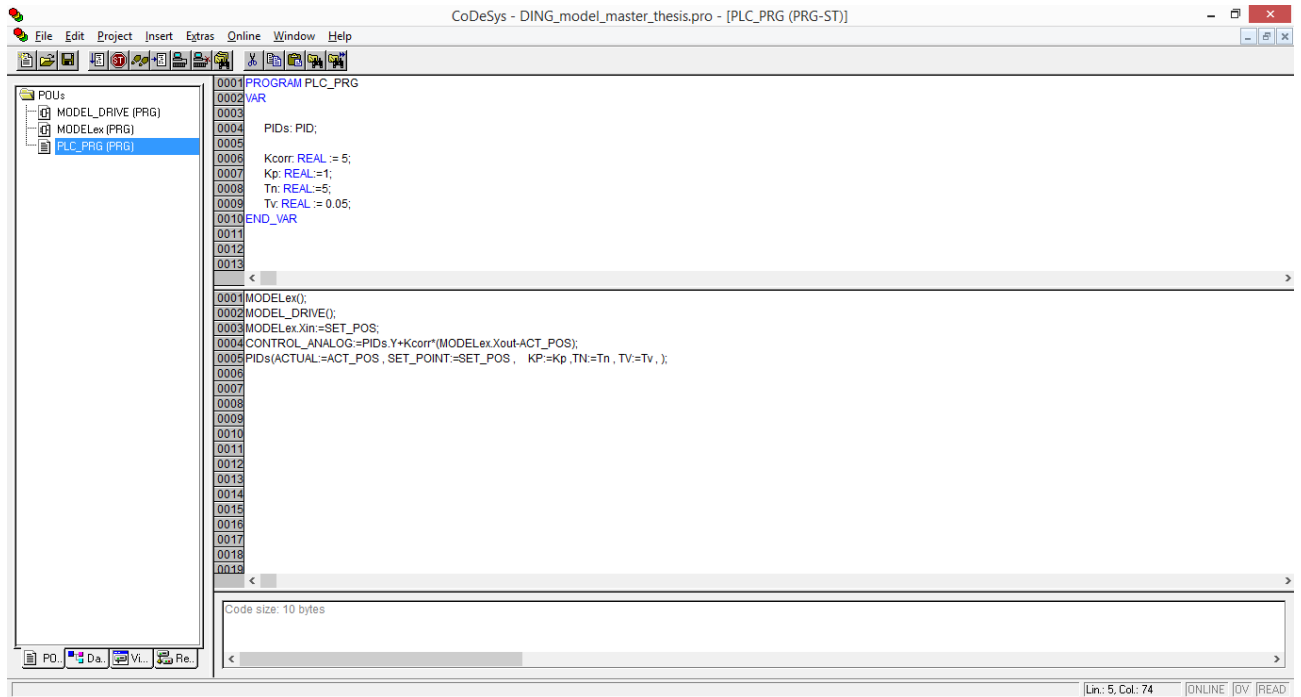 CoDeSys - DING_model_master_thesis.pro - [PLC_PRG (PRG-ST)]
File Edit Project Insert Extras Online Window Help
POUs
MODEL_DRIVE (PRG)
MODELex (PRG)
PLC_PRG (PRG)
0001 PROGRAM PLC_PRG
0002 VAR
0003
0004 PIDs: PID;
0005
0006 Kcorr: REAL := 5;
0007 Kp: REAL:=1;
0008 Tn: REAL:=5;
0009 Tv: REAL := 0.05;
0010 END_VAR
0011
0012
0013
0001 MODELex();
0002 MODEL_DRIVE();
0003 MODELex.Xin:=SET_POS;
0004 CONTROL_ANALOG:=PIDs.Y+Kcorr*(MODELex.Xout-ACT_POS);
0005 PIDs(ACTUAL:=ACT_POS , SET_POINT:=SET_POS , KP:=Kp ,TN:=Tn , TV:=Tv , );
0006
0007
0008
0009
0010
0011
0012
0013
0014
0015
0016
0017
0018
0019
Code size: 10 bytes
PO.. Da.. Vi... Re..
Lin.: 5, Col.: 74 ONLINE OV READ